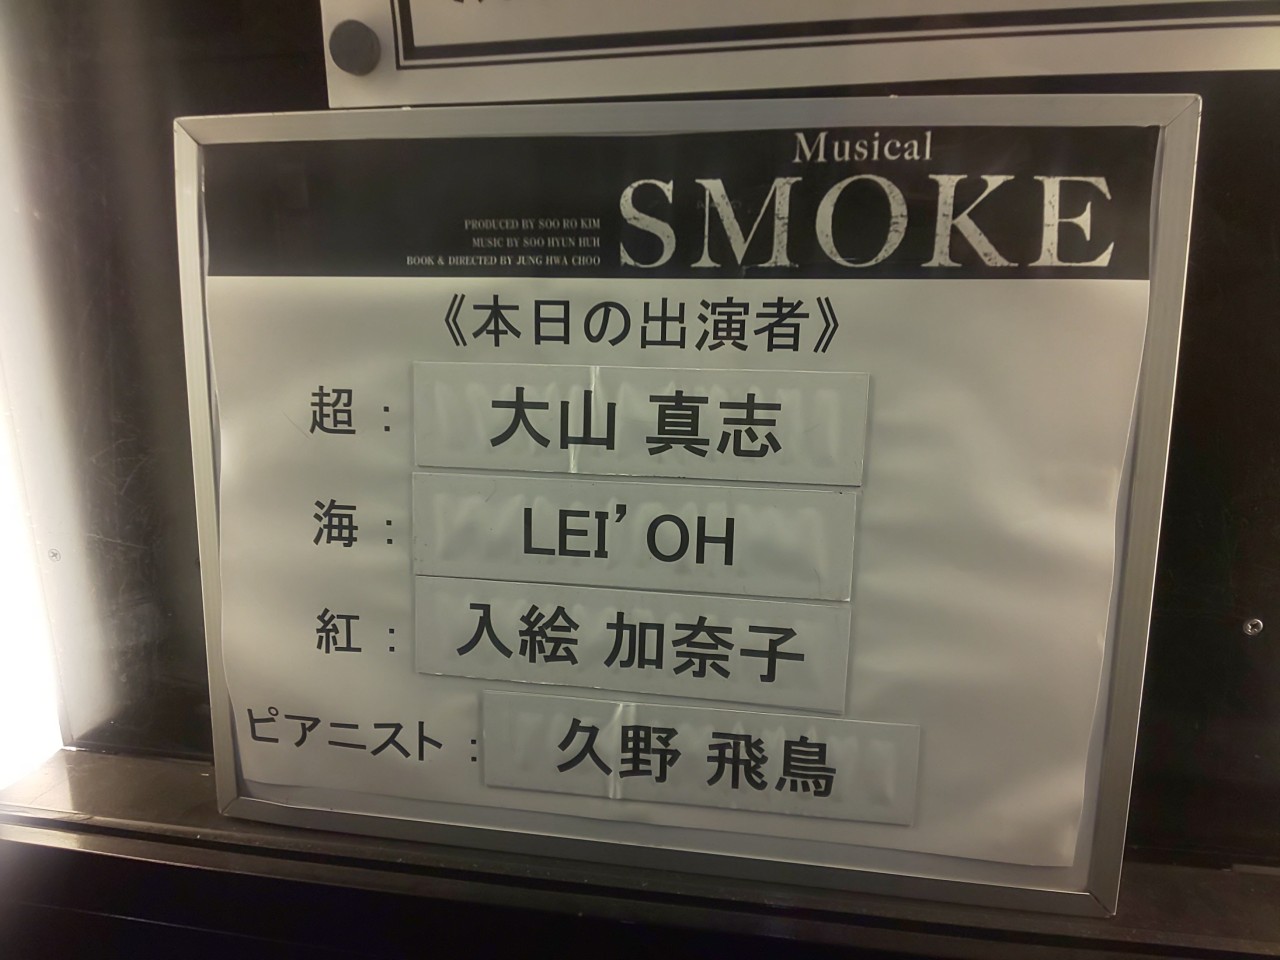 Musical
SMOKE
PRODUCED BY SOO RO KIM
MUSIC BY SOO HYUN HUH
BOOK & DIRECTED BY JUNG HWA CHOO
《本日の出演者》
超：大山 真志
海：LEI'OH
紅：入絵 加奈子
ピアニスト：久野 飛鳥